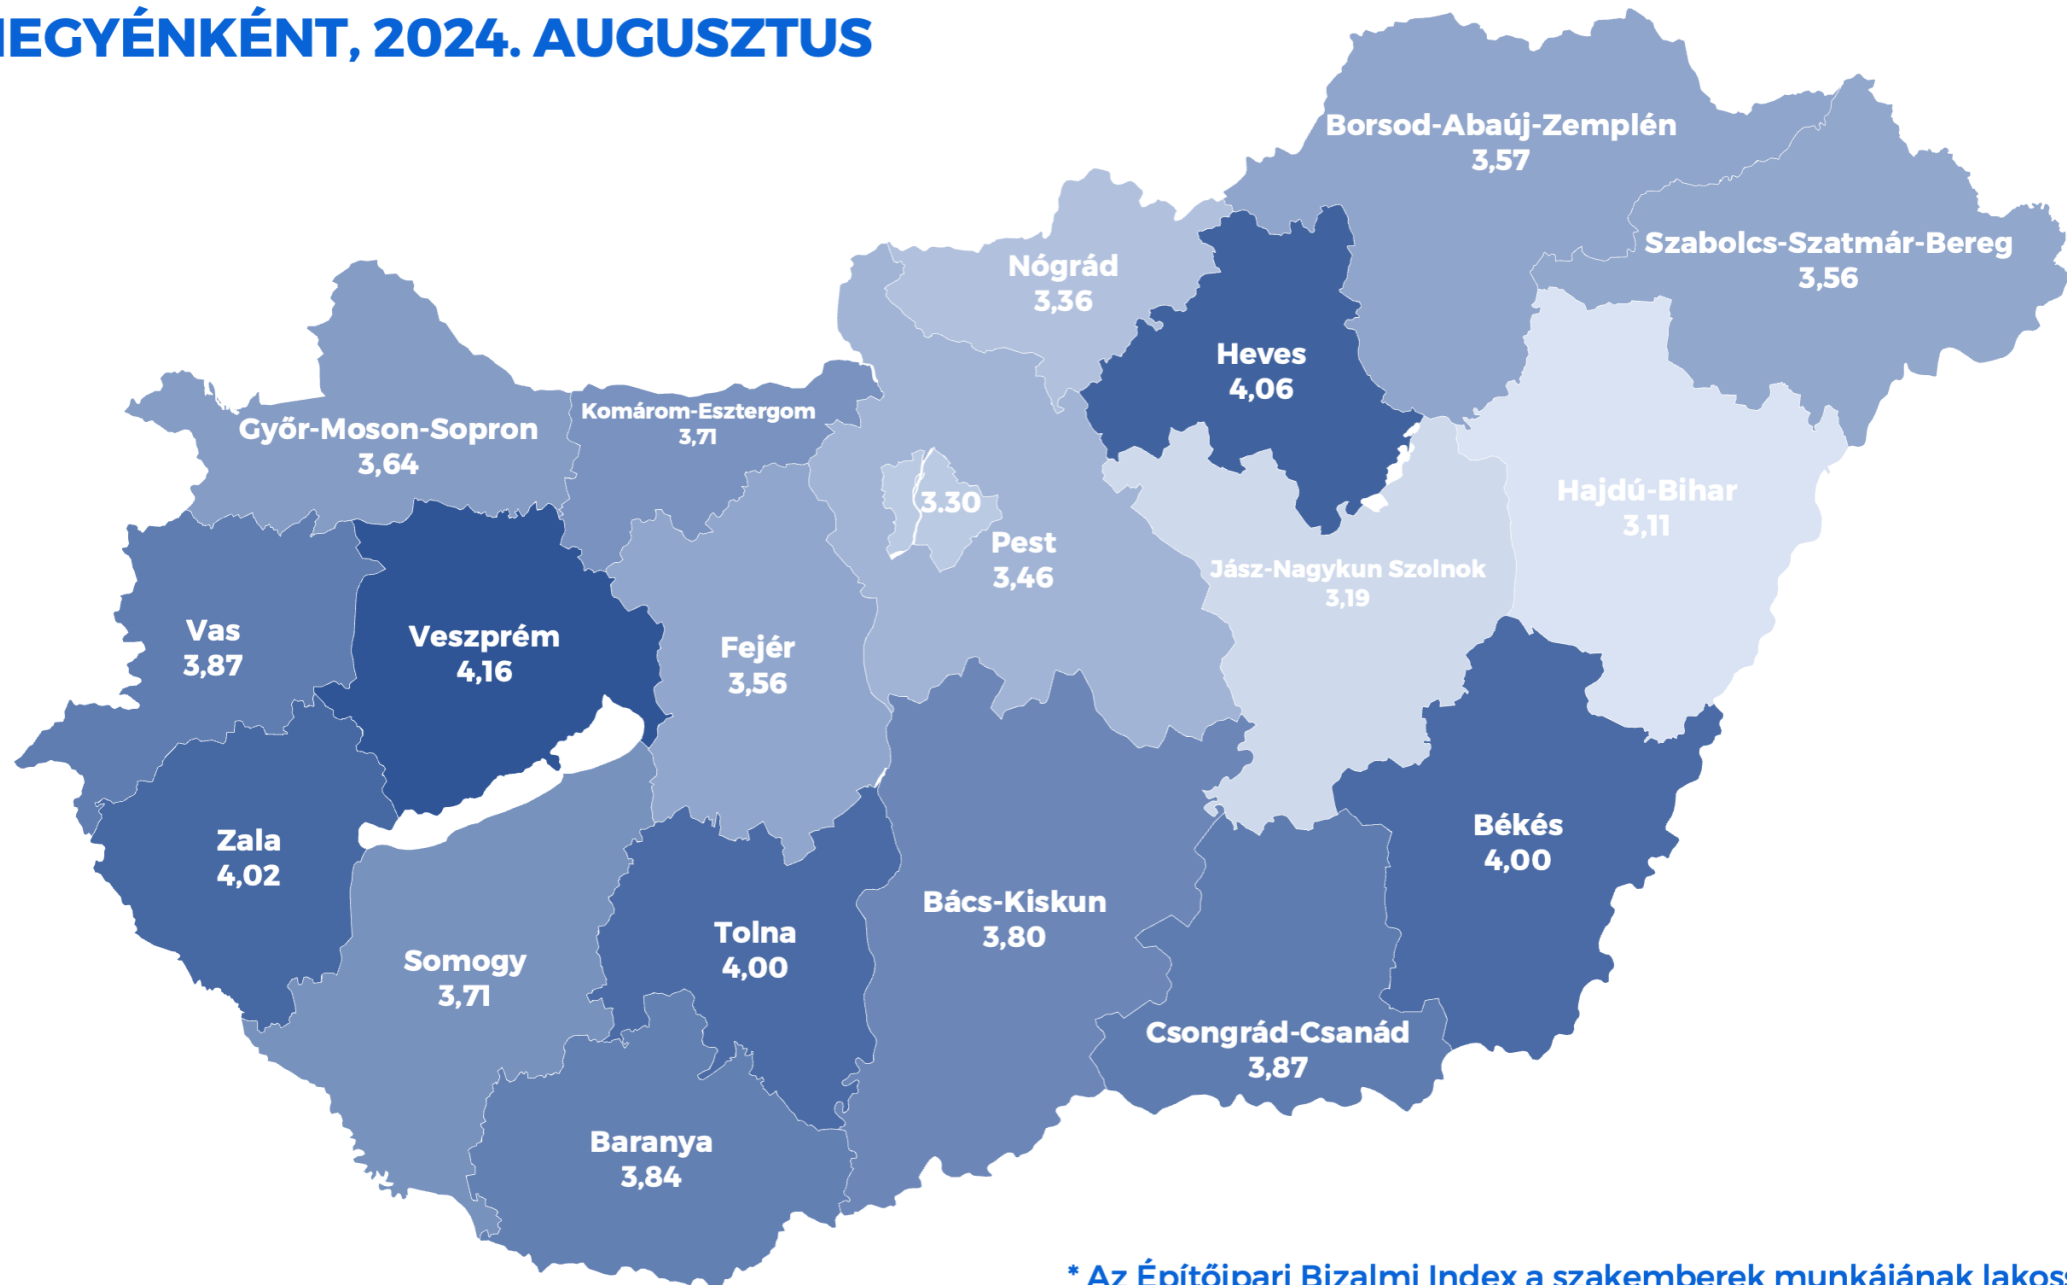 MEGYÉNKÉNT, 2024. AUGUSZTUS
Borsod-Abaúj-Zemplén
3,57
Szabolcs-Szatmár-Bereg
3,56
Nógrád
3,36
Heves
4,06
Komárom-Esztergom
3,71
Győr-Moson-Sopron
3,64
Hajdú-Bihar
3,11
3.30
Pest
3,46
Jász-Nagykun Szolnok
3,19
Vas
3,87
Veszprém
4,16
Fejér
3,56
Zala
4,02
Békés
4,00
Bács-Kiskun
3,80
Tolna
4,00
Somogy
3,71
Csongrád-Csanád
3,87
Baranya
3,84
* Az Építőipari Bizalmi Index a szakemberek munkájának